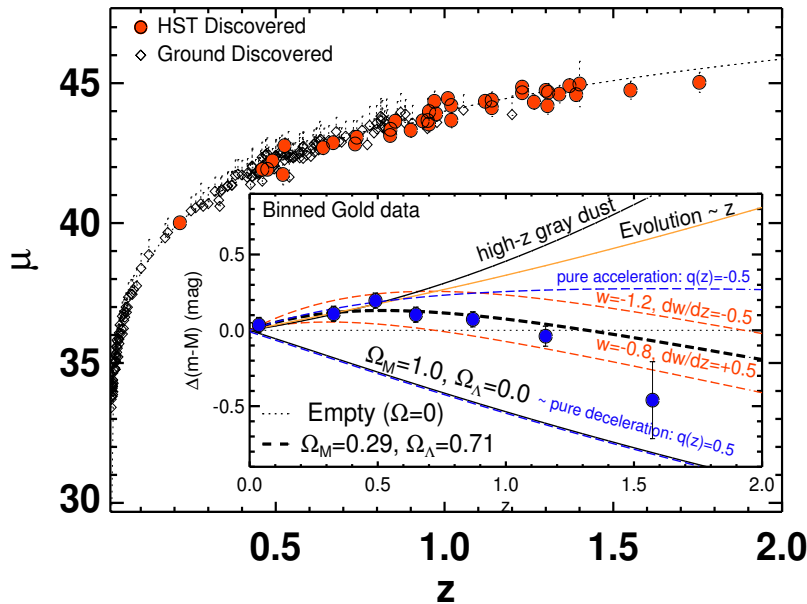 HST Discovered
Ground Discovered
45
40
35
30
μ
Binned Gold data
high-z gray dust
Evolution ~ z
pure acceleration: q(z)=-0.5
w=-1.2, dw/dz=-0.5
w=-0.8, dw/dz=+0.5
Ω_M=1.0, Ω_Λ=0.0
~ pure deceleration: q(z)=0.5
Empty (Ω=0)
Ω_M=0.29, Ω_Λ=0.71
Δ(m-M) (mag)
0.5
0.0
-0.5
0.0 0.5 1.0 1.5 2.0
z
0.5 1.0 1.5 2.0
z